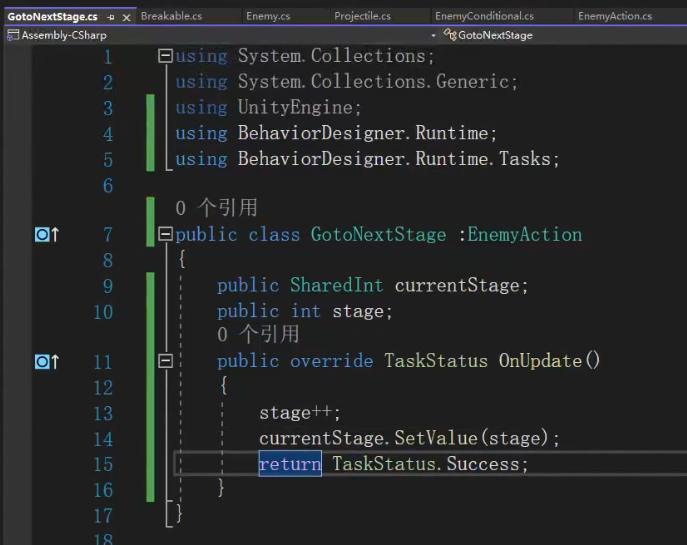 GotoNextStage.cs Breakable.cs Enemy.cs Projectile.cs EnemyConditional.cs EnemyAction.cs
Assembly-CSharp GotoNextStage
1 using System.Collections;
2 using System.Collections.Generic;
3 using UnityEngine;
4 using BehaviorDesigner.Runtime;
5 using BehaviorDesigner.Runtime.Tasks;
6
0 个引用
7 public class GotoNextStage :EnemyAction
8 {
9 public SharedInt currentStage;
10 public int stage;
0 个引用
11 public override TaskStatus OnUpdate()
12 {
13 stage++;
14 currentStage.SetValue(stage);
15 return TaskStatus.Success;
16 }
17 }
18